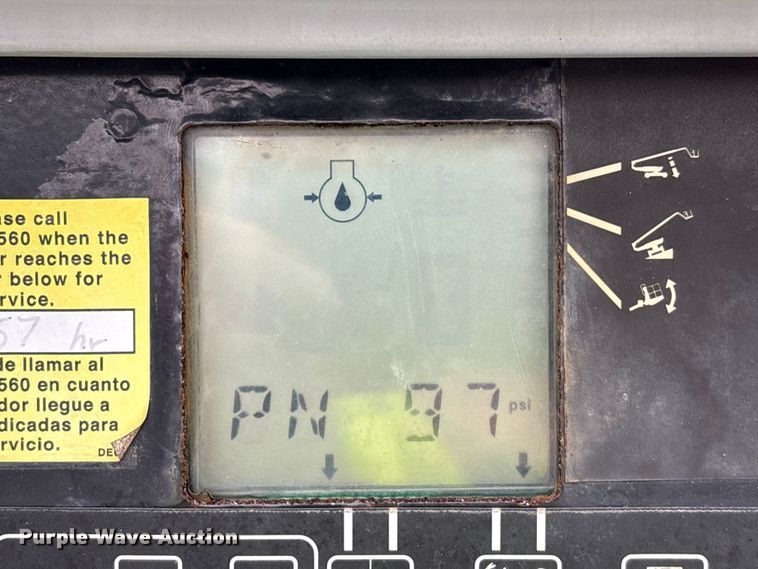 ase call
560 when the
r reaches the
r below for
rvice.
57 hr
de llamar al
560 en cuanto
dor llegue a
dicadas para
rvicio.
DE
PN 97 psi
Purple Wave Auction